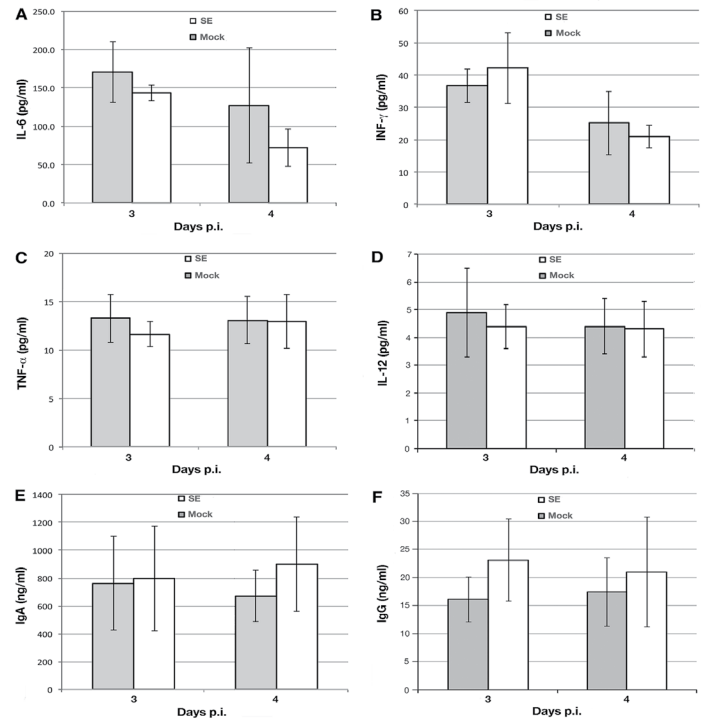 A
SE
Mock
IL-6 (pg/ml)
250.0
200.0
150.0
100.0
50.0
0.0
3
4
Days p.i.
B
SE
Mock
INF-γ (pg/ml)
60
50
40
30
20
10
0
3
4
Days p.i.
C
SE
Mock
TNF-α (pg/ml)
20
15
10
5
0
3
4
Days p.i.
D
SE
Mock
IL-12 (pg/ml)
7
6
5
4
3
2
1
0
3
4
Days p.i.
E
SE
Mock
IgA (ng/ml)
1400
1200
1000
800
600
400
200
0
3
4
Days p.i.
F
SE
Mock
IgG (ng/ml)
35
30
25
20
15
10
5
0
3
4
Days p.i.